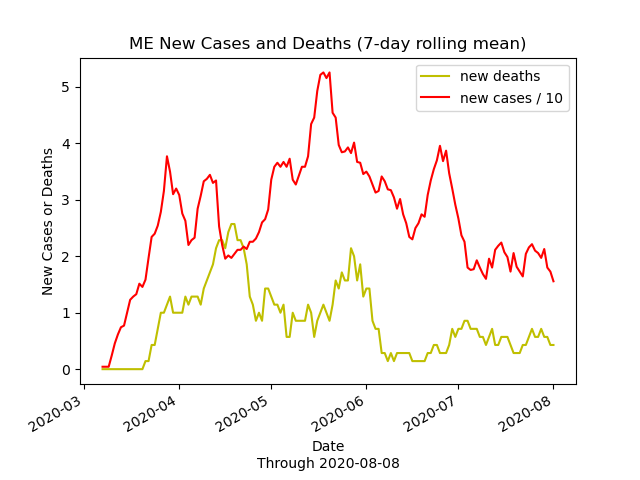 ME New Cases and Deaths (7-day rolling mean)
new deaths
new cases / 10
New Cases or Deaths
5
4
3
2
1
0
2020-03
2020-04
2020-05
2020-06
2020-07
2020-08
Date
Through 2020-08-08